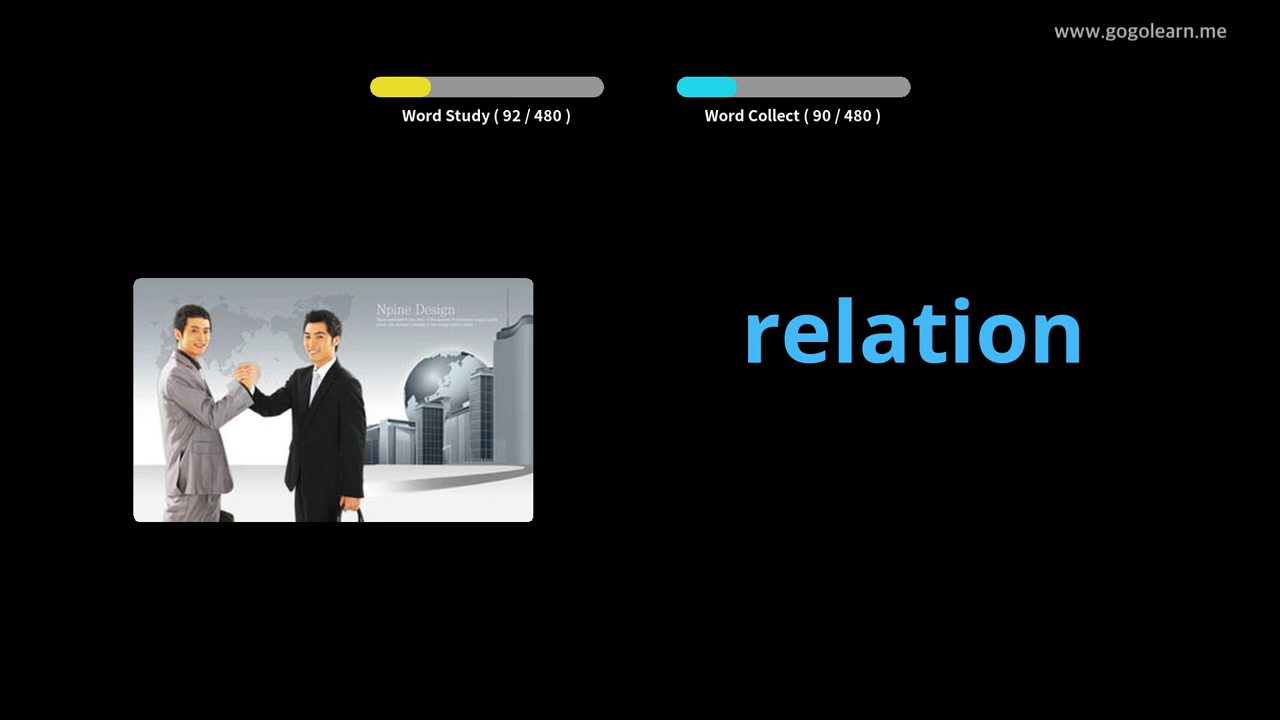 www.gogolearn.me
Word Study ( 92 / 480 )
Word Collect ( 90 / 480 )
Npine Design
relation